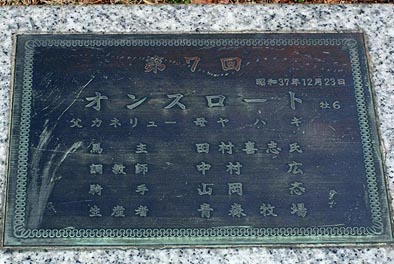 第7回
昭和37年12月23日
オンスロート 牡6
父カネリユー 母ヤハギ
馬主 田村喜志氏
調教師 中村広
騎手 山岡忞
生産者 青森牧場